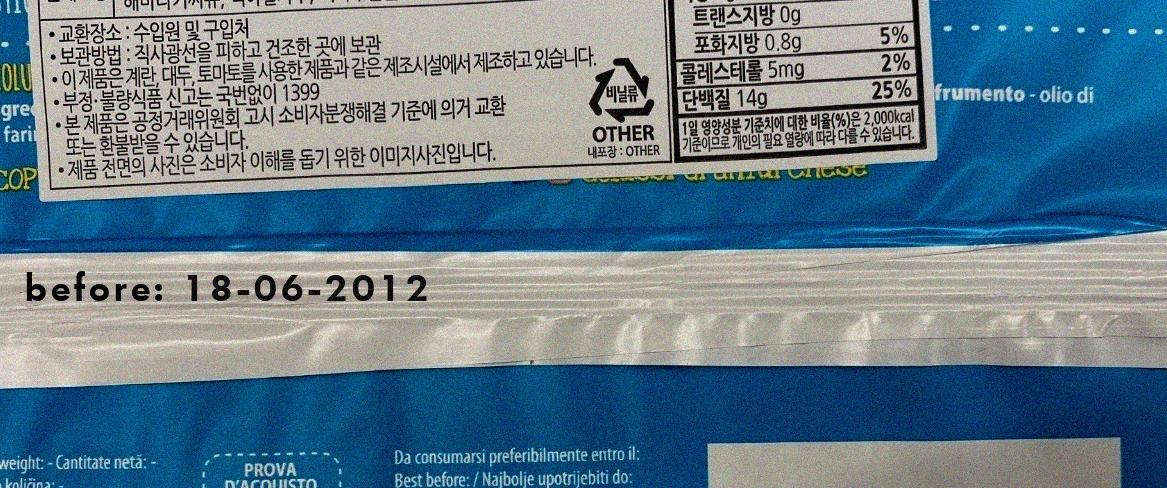 • 교환장소 : 수입원 및 구입처
• 보관방법 : 직사광선을 피하고 건조한 곳에 보관
• 이 제품은 계란, 대두, 토마토를 사용한 제품과 같은 제조시설에서 제조하고 있습니다.
• 부정·불량식품 신고는 국번없이 1399
• 본 제품은 공정거래위원회 고시 소비자분쟁해결 기준에 의거 교환
또는 환불받을 수 있습니다.
• 제품 전면의 사진은 소비자 이해를 돕기 위한 이미지사진입니다.
비닐류
OTHER
내포장 : OTHER
트랜스지방 0g
포화지방 0.8g 5%
콜레스테롤 5mg 2%
단백질 14g 25%
1일 영양성분 기준치에 대한 비율(%)은 2,000kcal
기준이므로 개인의 필요 열량에 따라 다를 수 있습니다.
frumento - olio di
before: 18-06-2012
weight: - Cantitate netă: -
količina: -
PROVA
D'ACQUISTO
Da consumarsi preferibilmente entro il:
Best before: / Najbolje upotrijebiti do: